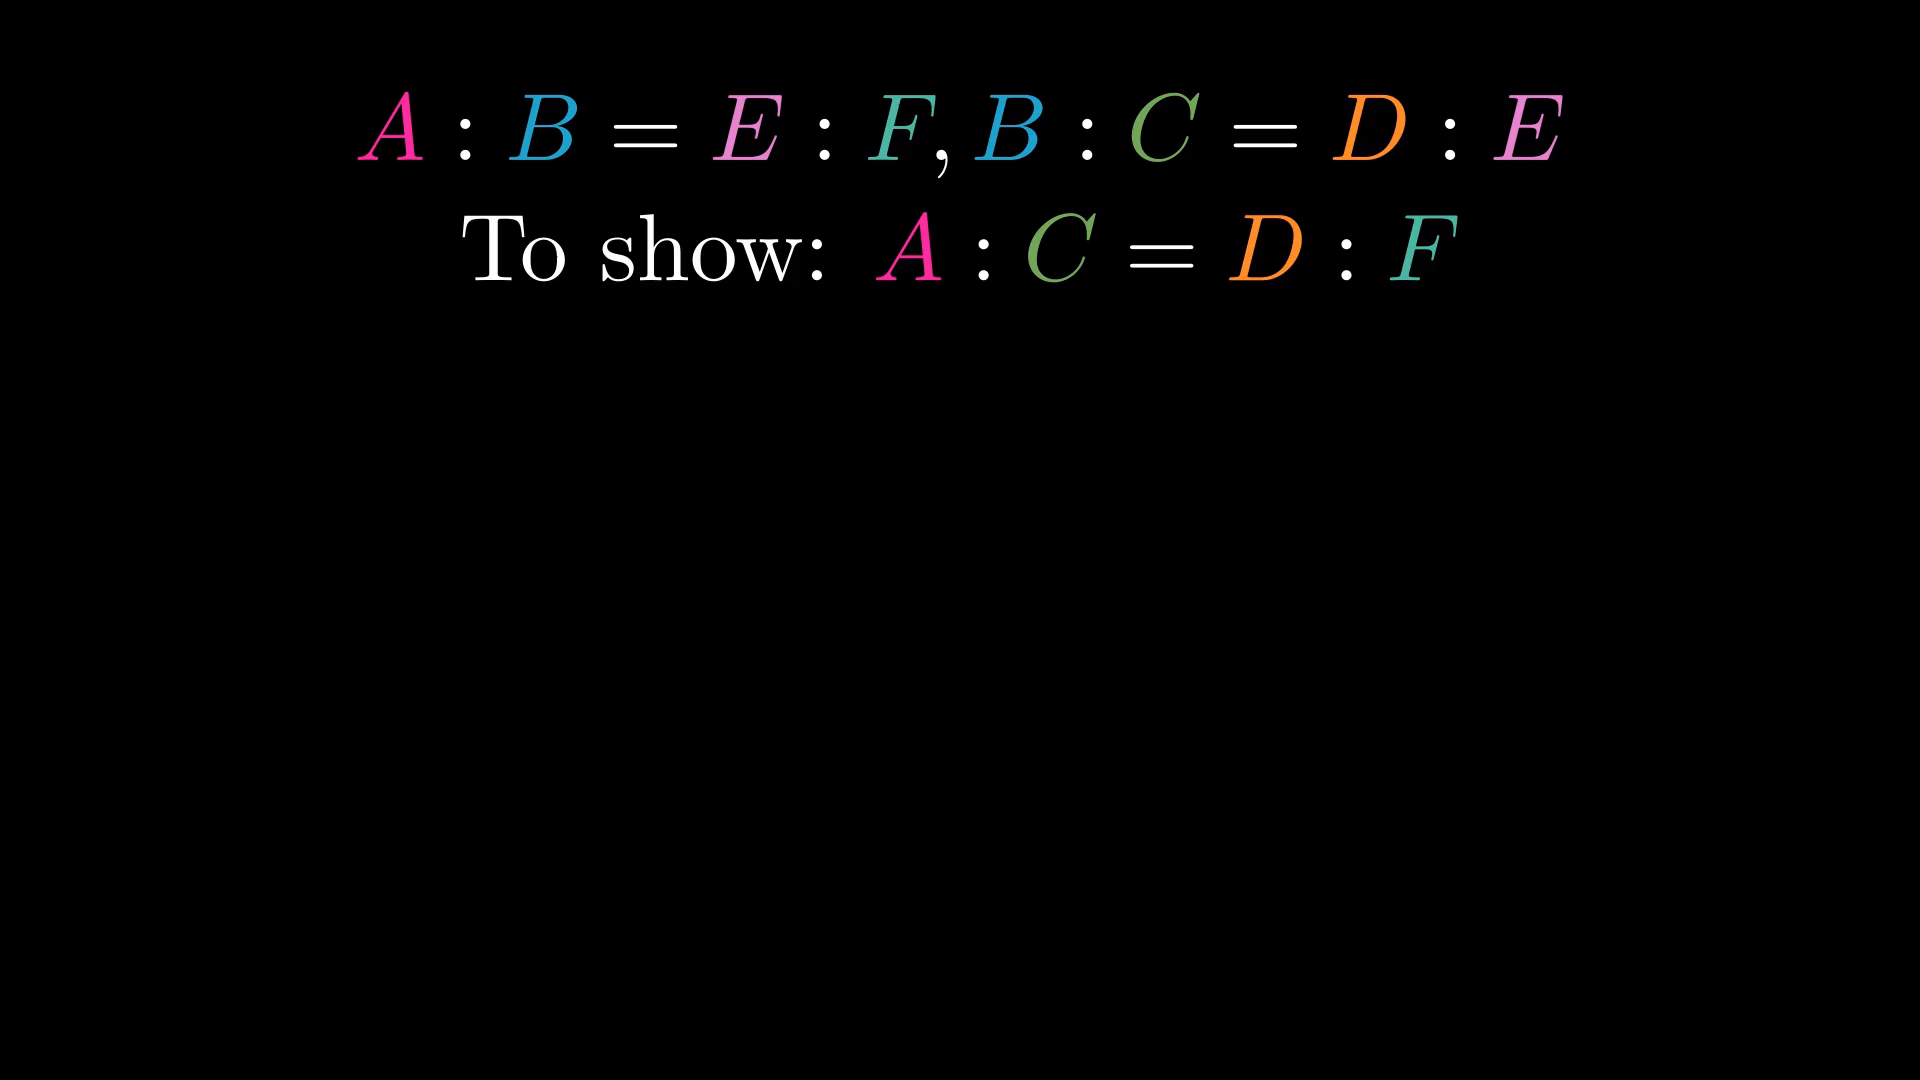 A : B = E : F, B : C = D : E
To show: A : C = D : F